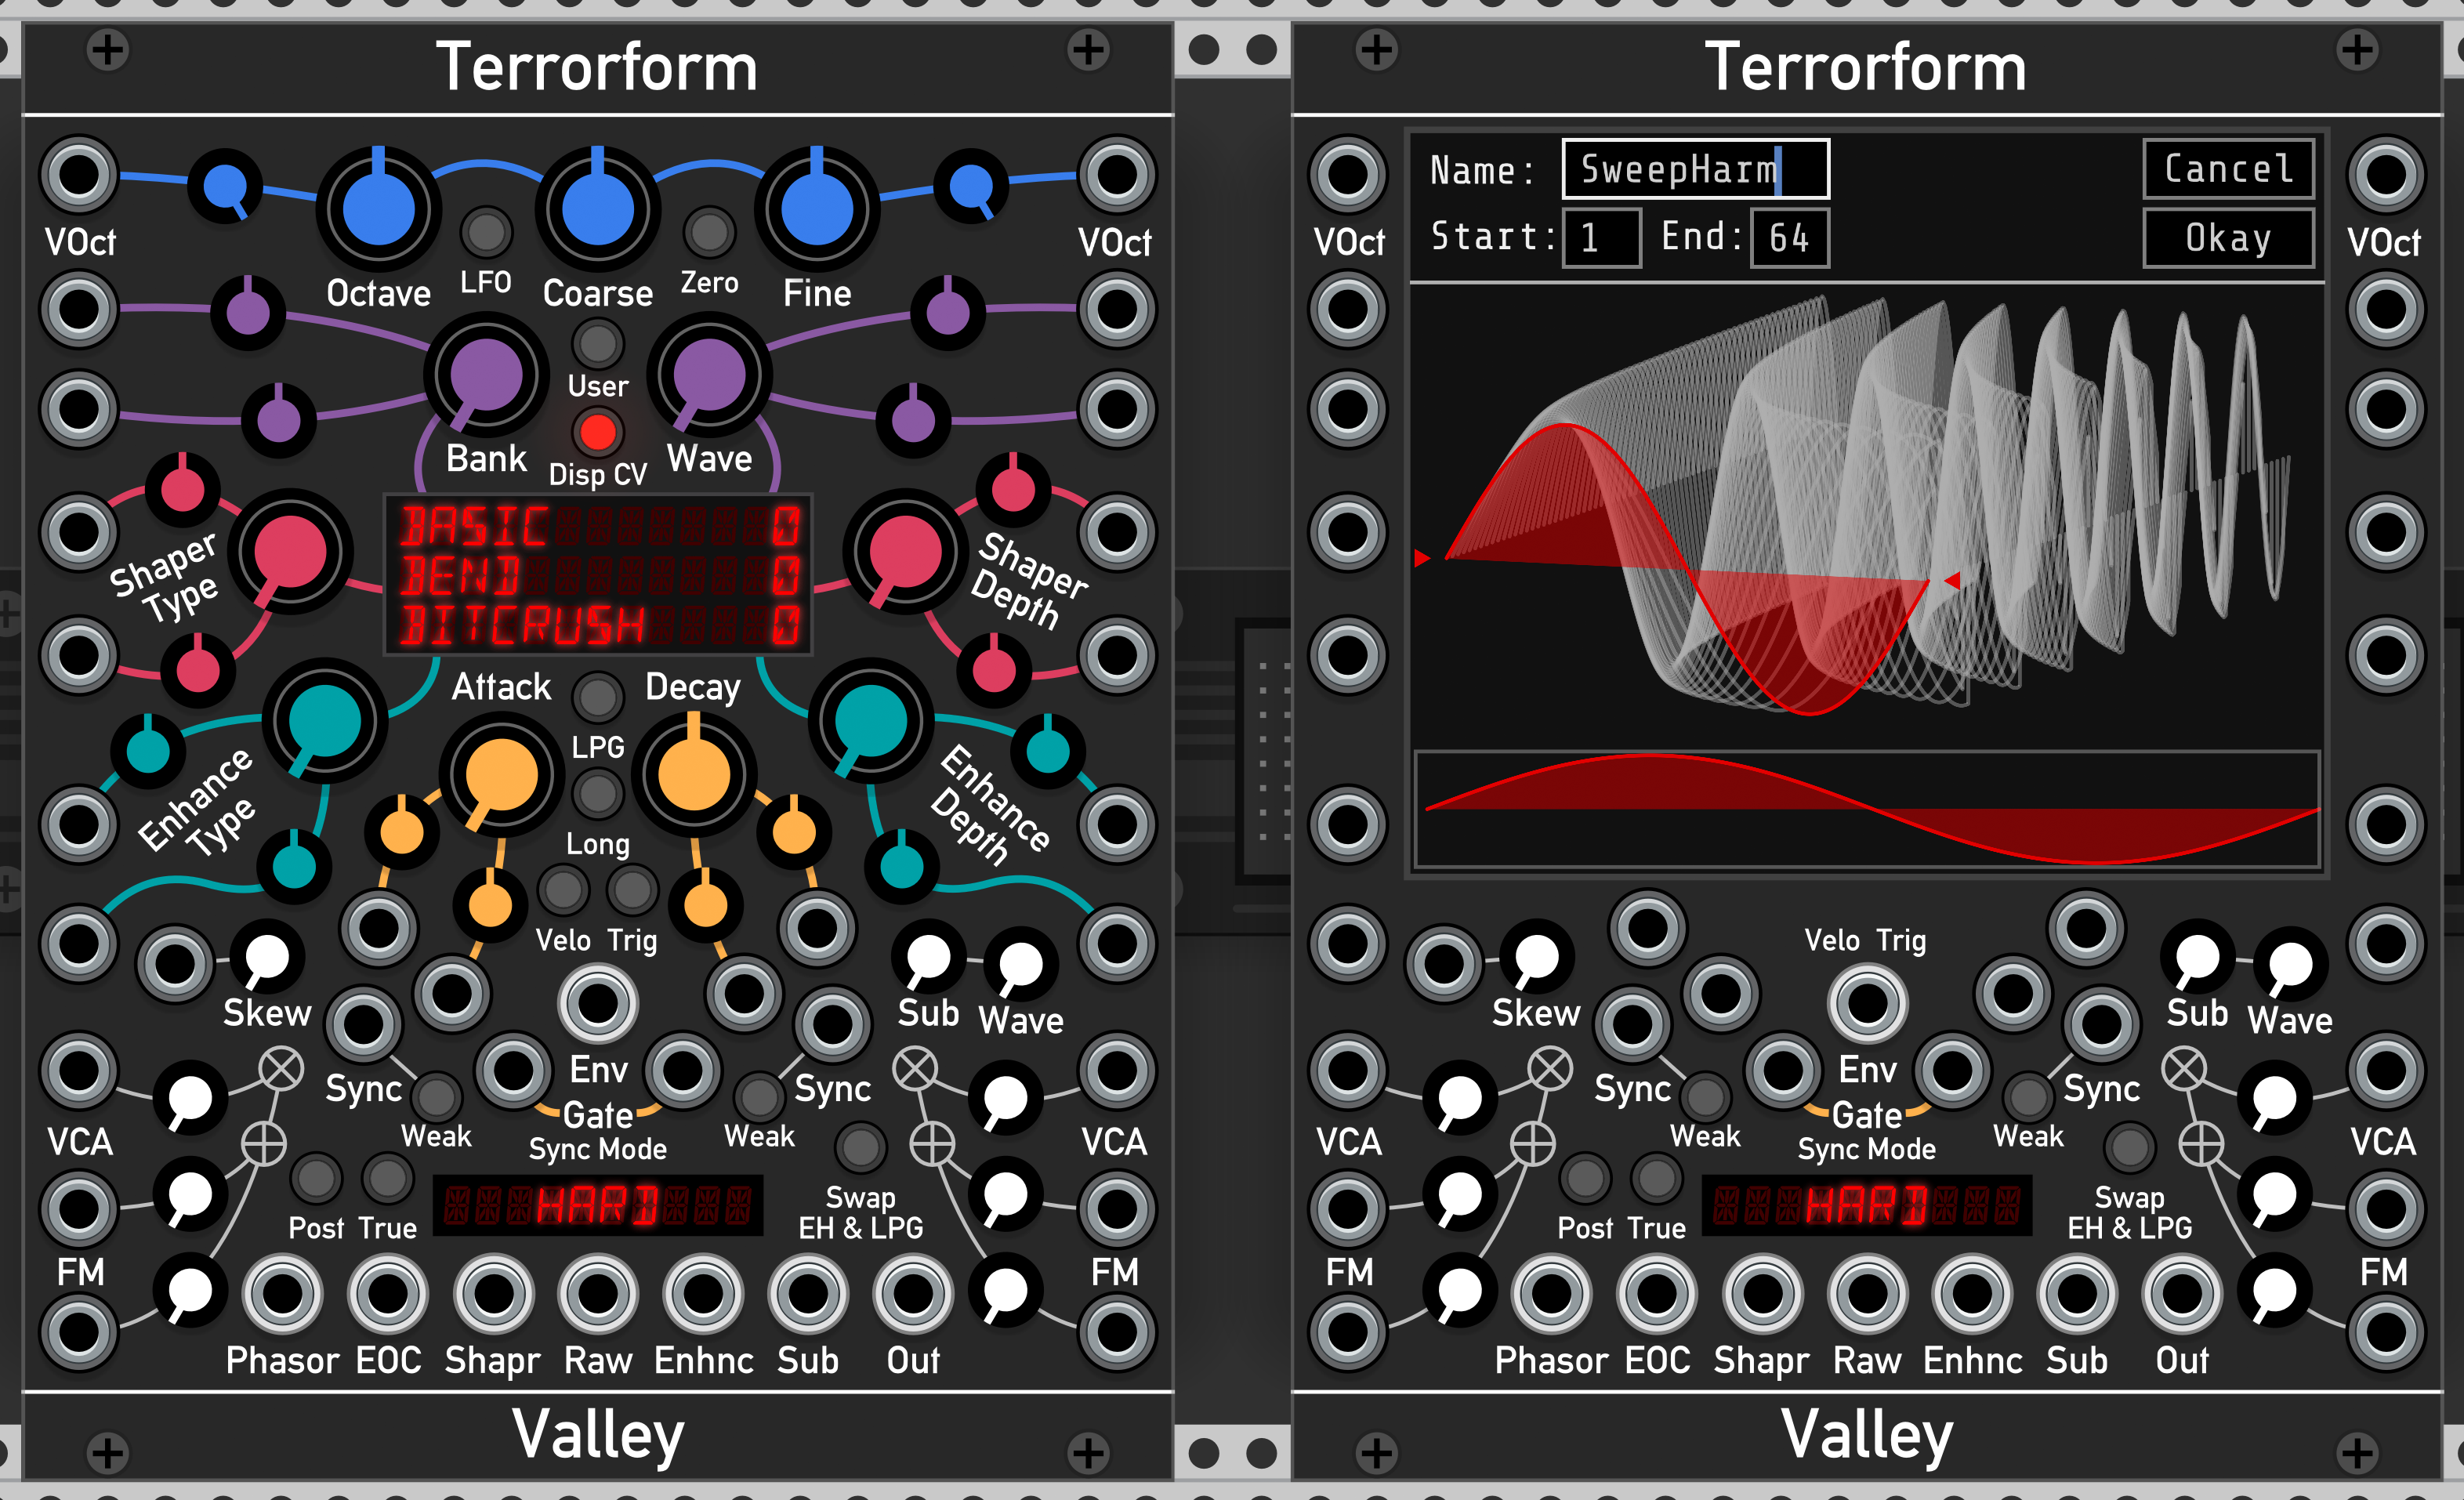 Terrorform
VOct
Octave
LFO
Coarse
Zero
Fine
VOct
User
Bank
Disp CV
Wave
BASIC 0
BEND 0
BITCRUSH 0
Shaper
Type
Shaper
Depth
Attack
Decay
LPG
Enhance
Type
Enhance
Depth
Long
Velo Trig
Skew
Sub
Wave
Env
Sync
Sync
Gate
Weak
Sync Mode
Weak
VCA
VCA
HARD
Post True
Swap
EH & LPG
FM
FM
Phasor EOC Shapr Raw Enhnc Sub Out
Valley
Terrorform
Name: SweepHarm
Cancel
Start: 1 End: 64
Okay
VOct
VOct
Velo Trig
Skew
Sub
Wave
Env
Sync
Sync
Gate
Weak
Sync Mode
Weak
VCA
VCA
HARD
Post True
Swap
EH & LPG
FM
FM
Phasor EOC Shapr Raw Enhnc Sub Out
Valley